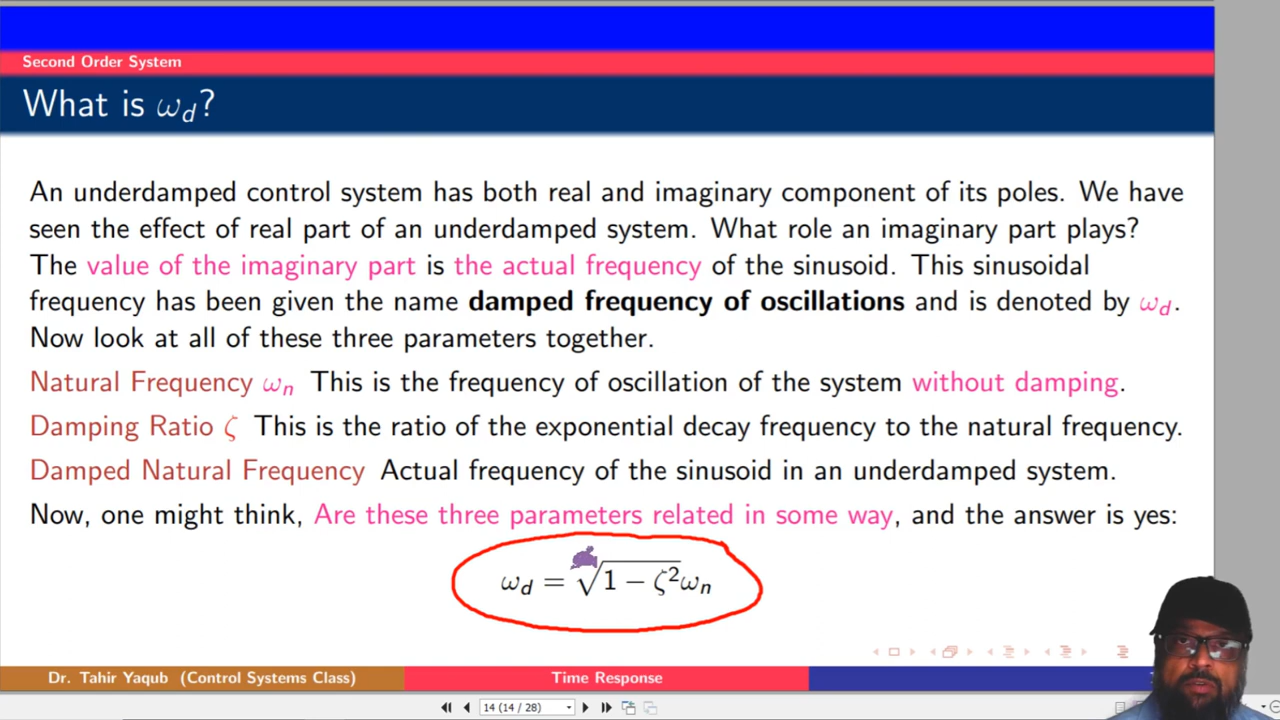 Second Order System
What is ω_d?
An underdamped control system has both real and imaginary component of its poles. We have
seen the effect of real part of an underdamped system. What role an imaginary part plays?
The value of the imaginary part is the actual frequency of the sinusoid. This sinusoidal
frequency has been given the name damped frequency of oscillations and is denoted by ω_d.
Now look at all of these three parameters together.
Natural Frequency ω_n This is the frequency of oscillation of the system without damping.
Damping Ratio ζ This is the ratio of the exponential decay frequency to the natural frequency.
Damped Natural Frequency Actual frequency of the sinusoid in an underdamped system.
Now, one might think, Are these three parameters related in some way, and the answer is yes:
ω_d = √(1 − ζ²)ω_n
Dr. Tahir Yaqub (Control Systems Class) Time Response
14 (14 / 28)